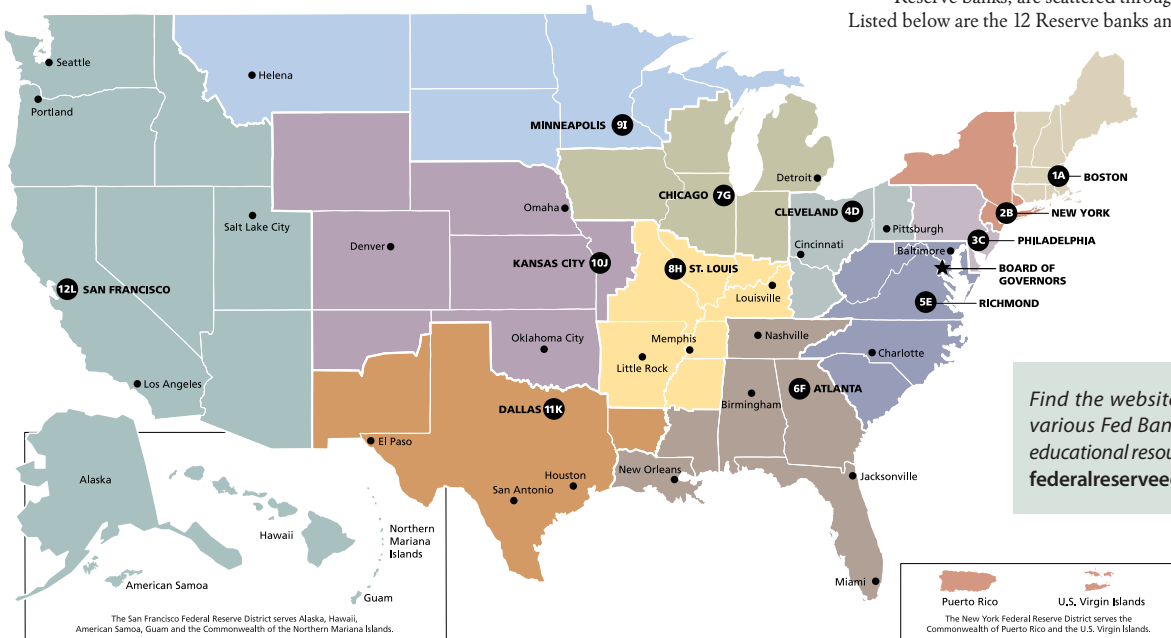 Reserve banks, are scattered throug
Listed below are the 12 Reserve banks an
Seattle
Portland
Helena
MINNEAPOLIS 9I
Detroit
CHICAGO 7G
CLEVELAND 4D
1A BOSTON
2B NEW YORK
3C PHILADELPHIA
BOARD OF
GOVERNORS
5E RICHMOND
Pittsburgh
Baltimore
Cincinnati
Salt Lake City
Omaha
Denver
KANSAS CITY 10J
8H ST. LOUIS
Louisville
12L SAN FRANCISCO
Los Angeles
Oklahoma City
Memphis
Little Rock
Nashville
Charlotte
6F ATLANTA
Birmingham
DALLAS 11K
El Paso
Houston
San Antonio
New Orleans
Jacksonville
Miami
Find the website
various Fed Ban
educational resou
federalreserveed
Alaska
Hawaii
Northern
Mariana
Islands
American Samoa
Guam
The San Francisco Federal Reserve District serves Alaska, Hawaii,
American Samoa, Guam and the Commonwealth of the Northern Mariana Islands.
Puerto Rico
U.S. Virgin Islands
The New York Federal Reserve District serves the
Commonwealth of Puerto Rico and the U.S. Virgin Islands.